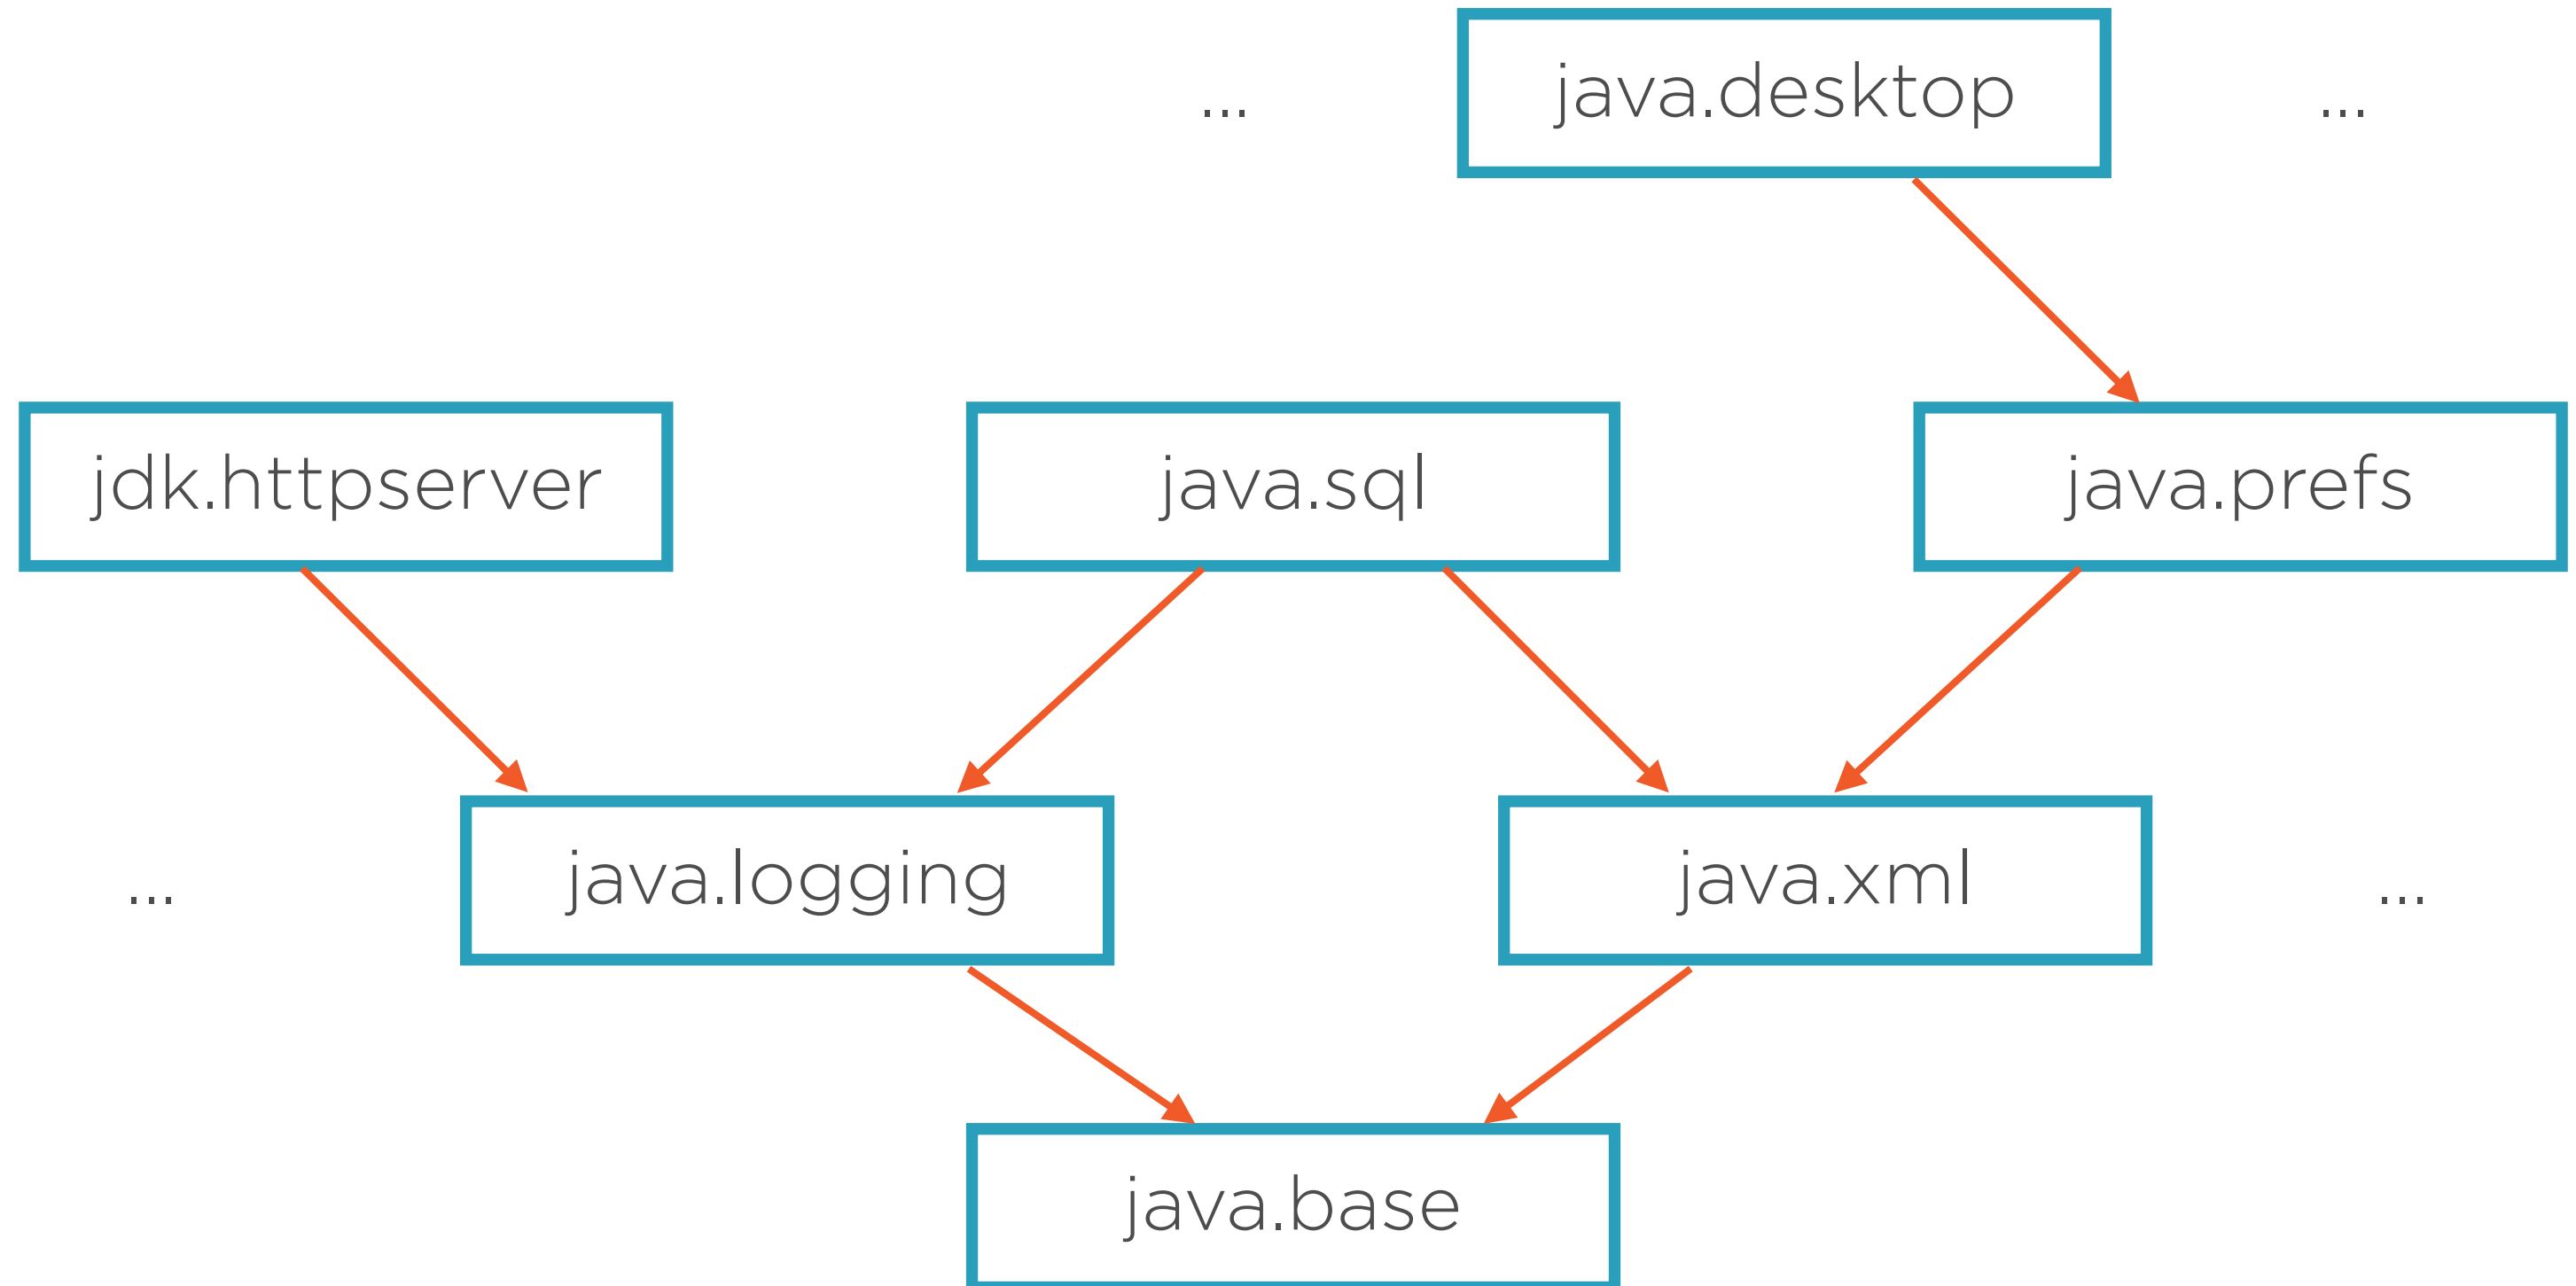 ... java.desktop ...
jdk.httpserver java.sql java.prefs
... java.logging java.xml ...
java.base